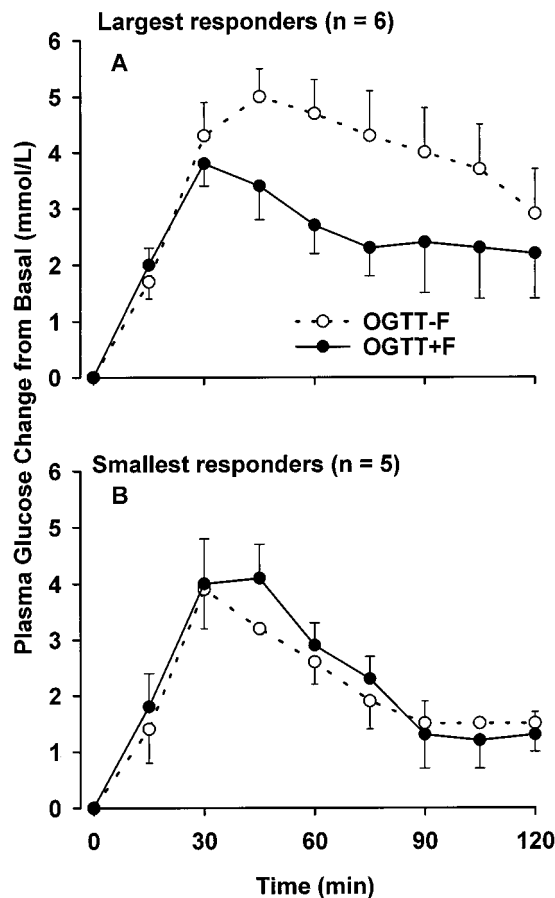 Largest responders (n = 6)
A
6
5
4
3
2
1
0
OGTT-F
OGTT+F
Plasma Glucose Change from Basal (mmol/L)
Smallest responders (n = 5)
B
6
5
4
3
2
1
0
0 30 60 90 120
Time (min)